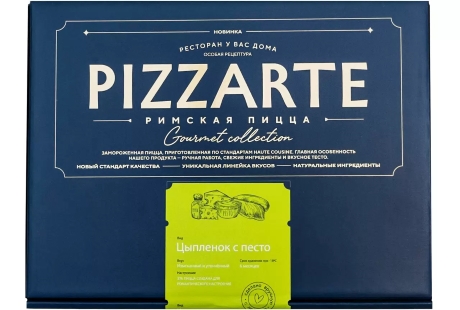 НОВИНКА
РЕСТОРАН У ВАС ДОМА
ОСОБАЯ РЕЦЕПТУРА
PIZZARTE
РИМСКАЯ ПИЦЦА
Gourmet collection
ЗАМОРОЖЕННАЯ ПИЦЦА, ПРИГОТОВЛЕННАЯ ПО СТАНДАРТАМ HAUTE COUSINE. ГЛАВНАЯ ОСОБЕННОСТЬ
НАШЕГО ПРОДУКТА – РУЧНАЯ РАБОТА, СВЕЖИЕ ИНГРЕДИЕНТЫ И ВКУСНОЕ ТЕСТО.
НОВЫЙ СТАНДАРТ КАЧЕСТВА — УНИКАЛЬНАЯ ЛИНЕЙКА ВКУСОВ — НАТУРАЛЬНЫЕ ИНГРЕДИЕНТЫ
Вид
Цыпленок с песто